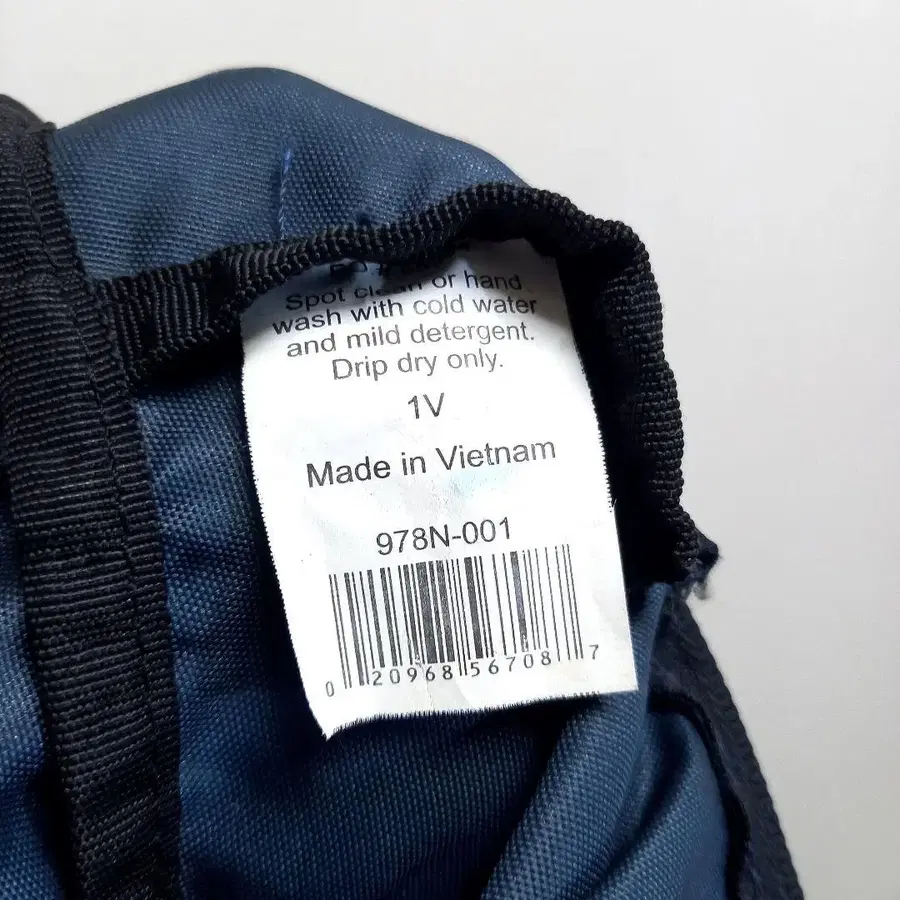 Spot clean or hand
wash with cold water
and mild detergent.
Drip dry only.
1V
Made in Vietnam
978N-001
0 20968 56708 7